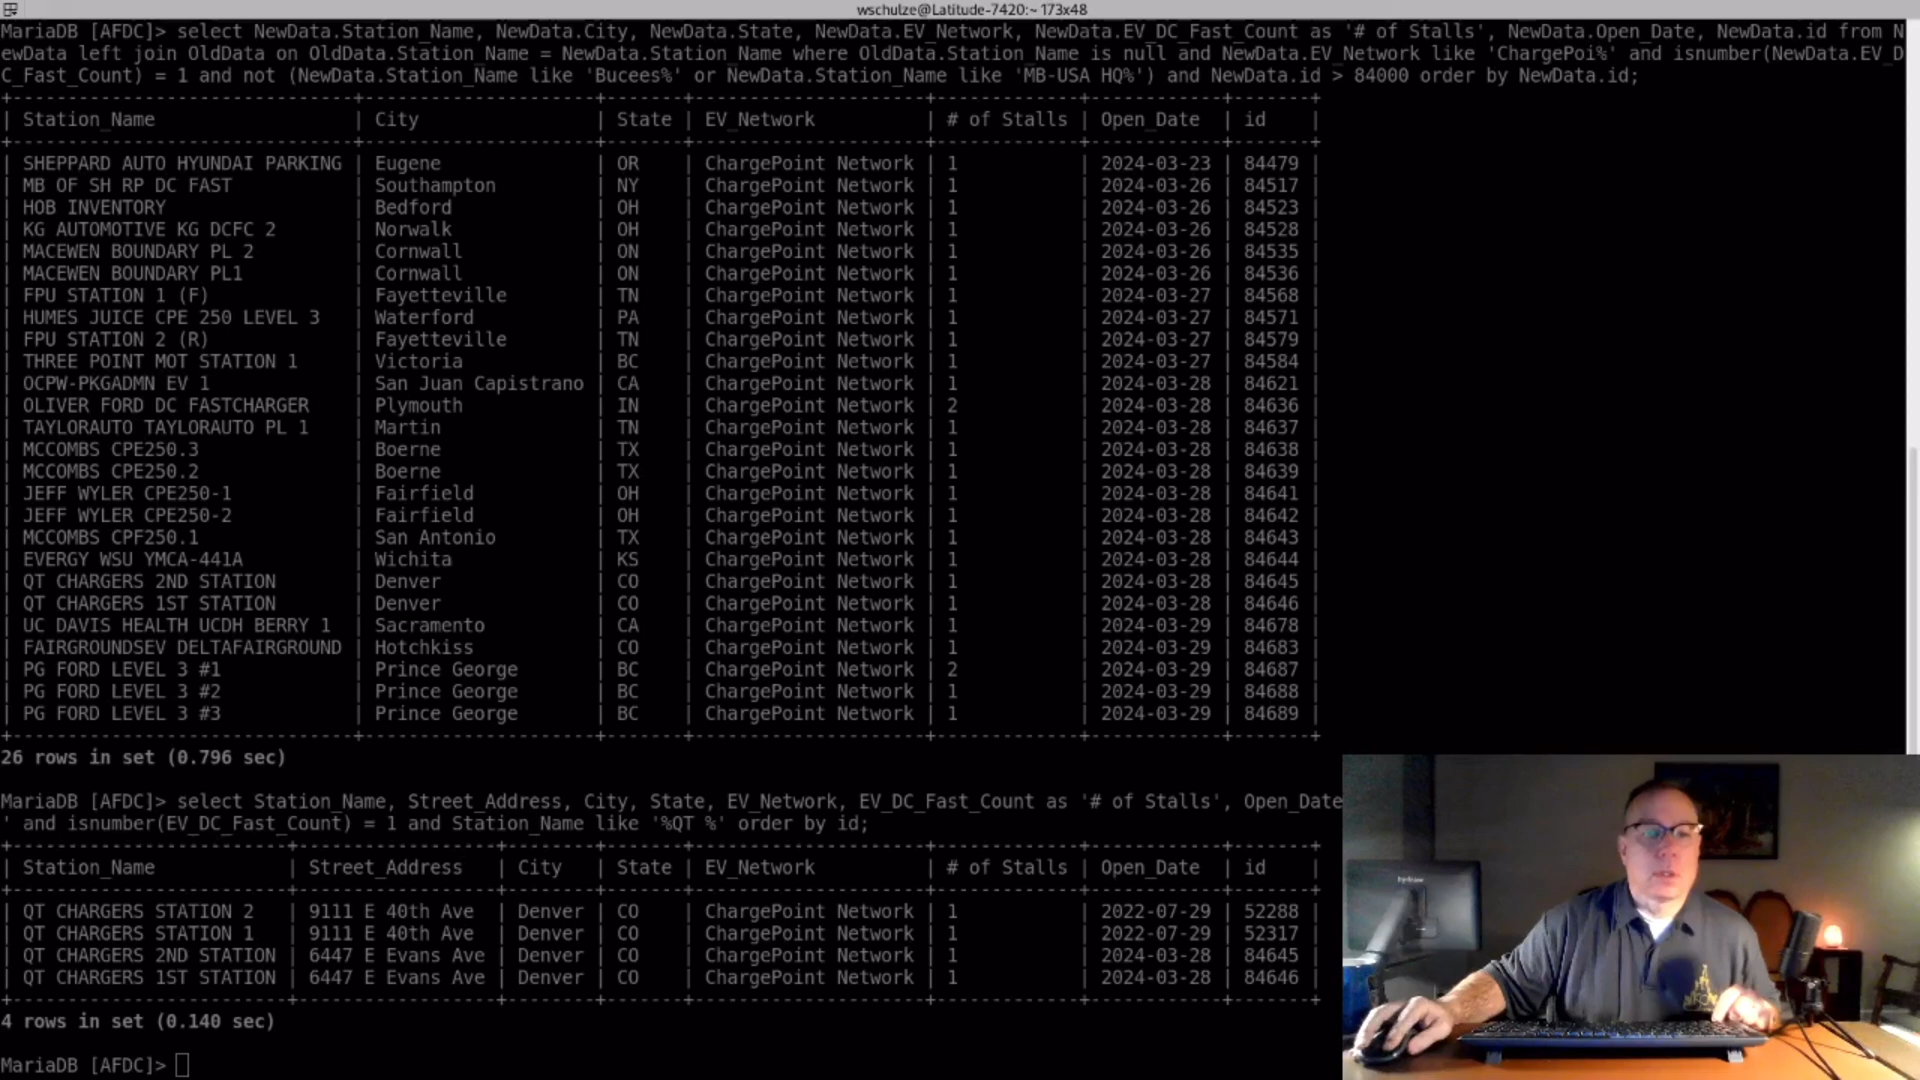 wschulze@Latitude-7420:~ 173x48
MariaDB [AFDC]> select NewData.Station_Name, NewData.City, NewData.State, NewData.EV_Network, NewData.EV_DC_Fast_Count as '# of Stalls', NewData.Open_Date, NewData.id from N
ewData left join OldData on OldData.Station_Name = NewData.Station_Name where OldData.Station_Name is null and NewData.EV_Network like 'ChargePoi%' and isnumber(NewData.EV_D
C_Fast_Count) = 1 and not (NewData.Station_Name like 'Bucees%' or NewData.Station_Name like 'MB-USA HQ%') and NewData.id > 84000 order by NewData.id;
| Station_Name | City | State | EV_Network | # of Stalls | Open_Date | id |
| SHEPPARD AUTO HYUNDAI PARKING | Eugene | OR | ChargePoint Network | 1 | 2024-03-23 | 84479 |
| MB OF SH RP DC FAST | Southampton | NY | ChargePoint Network | 1 | 2024-03-26 | 84517 |
| HOB INVENTORY | Bedford | OH | ChargePoint Network | 1 | 2024-03-26 | 84523 |
| KG AUTOMOTIVE KG DCFC 2 | Norwalk | OH | ChargePoint Network | 1 | 2024-03-26 | 84528 |
| MACEWEN BOUNDARY PL 2 | Cornwall | ON | ChargePoint Network | 1 | 2024-03-26 | 84535 |
| MACEWEN BOUNDARY PL1 | Cornwall | ON | ChargePoint Network | 1 | 2024-03-26 | 84536 |
| FPU STATION 1 (F) | Fayetteville | TN | ChargePoint Network | 1 | 2024-03-27 | 84568 |
| HUMES JUICE CPE 250 LEVEL 3 | Waterford | PA | ChargePoint Network | 1 | 2024-03-27 | 84571 |
| FPU STATION 2 (R) | Fayetteville | TN | ChargePoint Network | 1 | 2024-03-27 | 84579 |
| THREE POINT MOT STATION 1 | Victoria | BC | ChargePoint Network | 1 | 2024-03-27 | 84584 |
| OCPW-PKGADMN EV 1 | San Juan Capistrano | CA | ChargePoint Network | 1 | 2024-03-28 | 84621 |
| OLIVER FORD DC FASTCHARGER | Plymouth | IN | ChargePoint Network | 2 | 2024-03-28 | 84636 |
| TAYLORAUTO TAYLORAUTO PL 1 | Martin | TN | ChargePoint Network | 1 | 2024-03-28 | 84637 |
| MCCOMBS CPE250.3 | Boerne | TX | ChargePoint Network | 1 | 2024-03-28 | 84638 |
| MCCOMBS CPE250.2 | Boerne | TX | ChargePoint Network | 1 | 2024-03-28 | 84639 |
| JEFF WYLER CPE250-1 | Fairfield | OH | ChargePoint Network | 1 | 2024-03-28 | 84641 |
| JEFF WYLER CPE250-2 | Fairfield | OH | ChargePoint Network | 1 | 2024-03-28 | 84642 |
| MCCOMBS CPF250.1 | San Antonio | TX | ChargePoint Network | 1 | 2024-03-28 | 84643 |
| EVERGY WSU YMCA-441A | Wichita | KS | ChargePoint Network | 1 | 2024-03-28 | 84644 |
| QT CHARGERS 2ND STATION | Denver | CO | ChargePoint Network | 1 | 2024-03-28 | 84645 |
| QT CHARGERS 1ST STATION | Denver | CO | ChargePoint Network | 1 | 2024-03-28 | 84646 |
| UC DAVIS HEALTH UCDH BERRY 1 | Sacramento | CA | ChargePoint Network | 1 | 2024-03-29 | 84678 |
| FAIRGROUNDSEV DELTAFAIRGROUND | Hotchkiss | CO | ChargePoint Network | 1 | 2024-03-29 | 84683 |
| PG FORD LEVEL 3 #1 | Prince George | BC | ChargePoint Network | 2 | 2024-03-29 | 84687 |
| PG FORD LEVEL 3 #2 | Prince George | BC | ChargePoint Network | 1 | 2024-03-29 | 84688 |
| PG FORD LEVEL 3 #3 | Prince George | BC | ChargePoint Network | 1 | 2024-03-29 | 84689 |
26 rows in set (0.796 sec)
MariaDB [AFDC]> select Station_Name, Street_Address, City, State, EV_Network, EV_DC_Fast_Count as '# of Stalls', Open_Date
' and isnumber(EV_DC_Fast_Count) = 1 and Station_Name like '%QT %' order by id;
| Station_Name | Street_Address | City | State | EV_Network | # of Stalls | Open_Date | id |
| QT CHARGERS STATION 2 | 9111 E 40th Ave | Denver | CO | ChargePoint Network | 1 | 2022-07-29 | 52288 |
| QT CHARGERS STATION 1 | 9111 E 40th Ave | Denver | CO | ChargePoint Network | 1 | 2022-07-29 | 52317 |
| QT CHARGERS 2ND STATION | 6447 E Evans Ave | Denver | CO | ChargePoint Network | 1 | 2024-03-28 | 84645 |
| QT CHARGERS 1ST STATION | 6447 E Evans Ave | Denver | CO | ChargePoint Network | 1 | 2024-03-28 | 84646 |
4 rows in set (0.140 sec)
MariaDB [AFDC]>